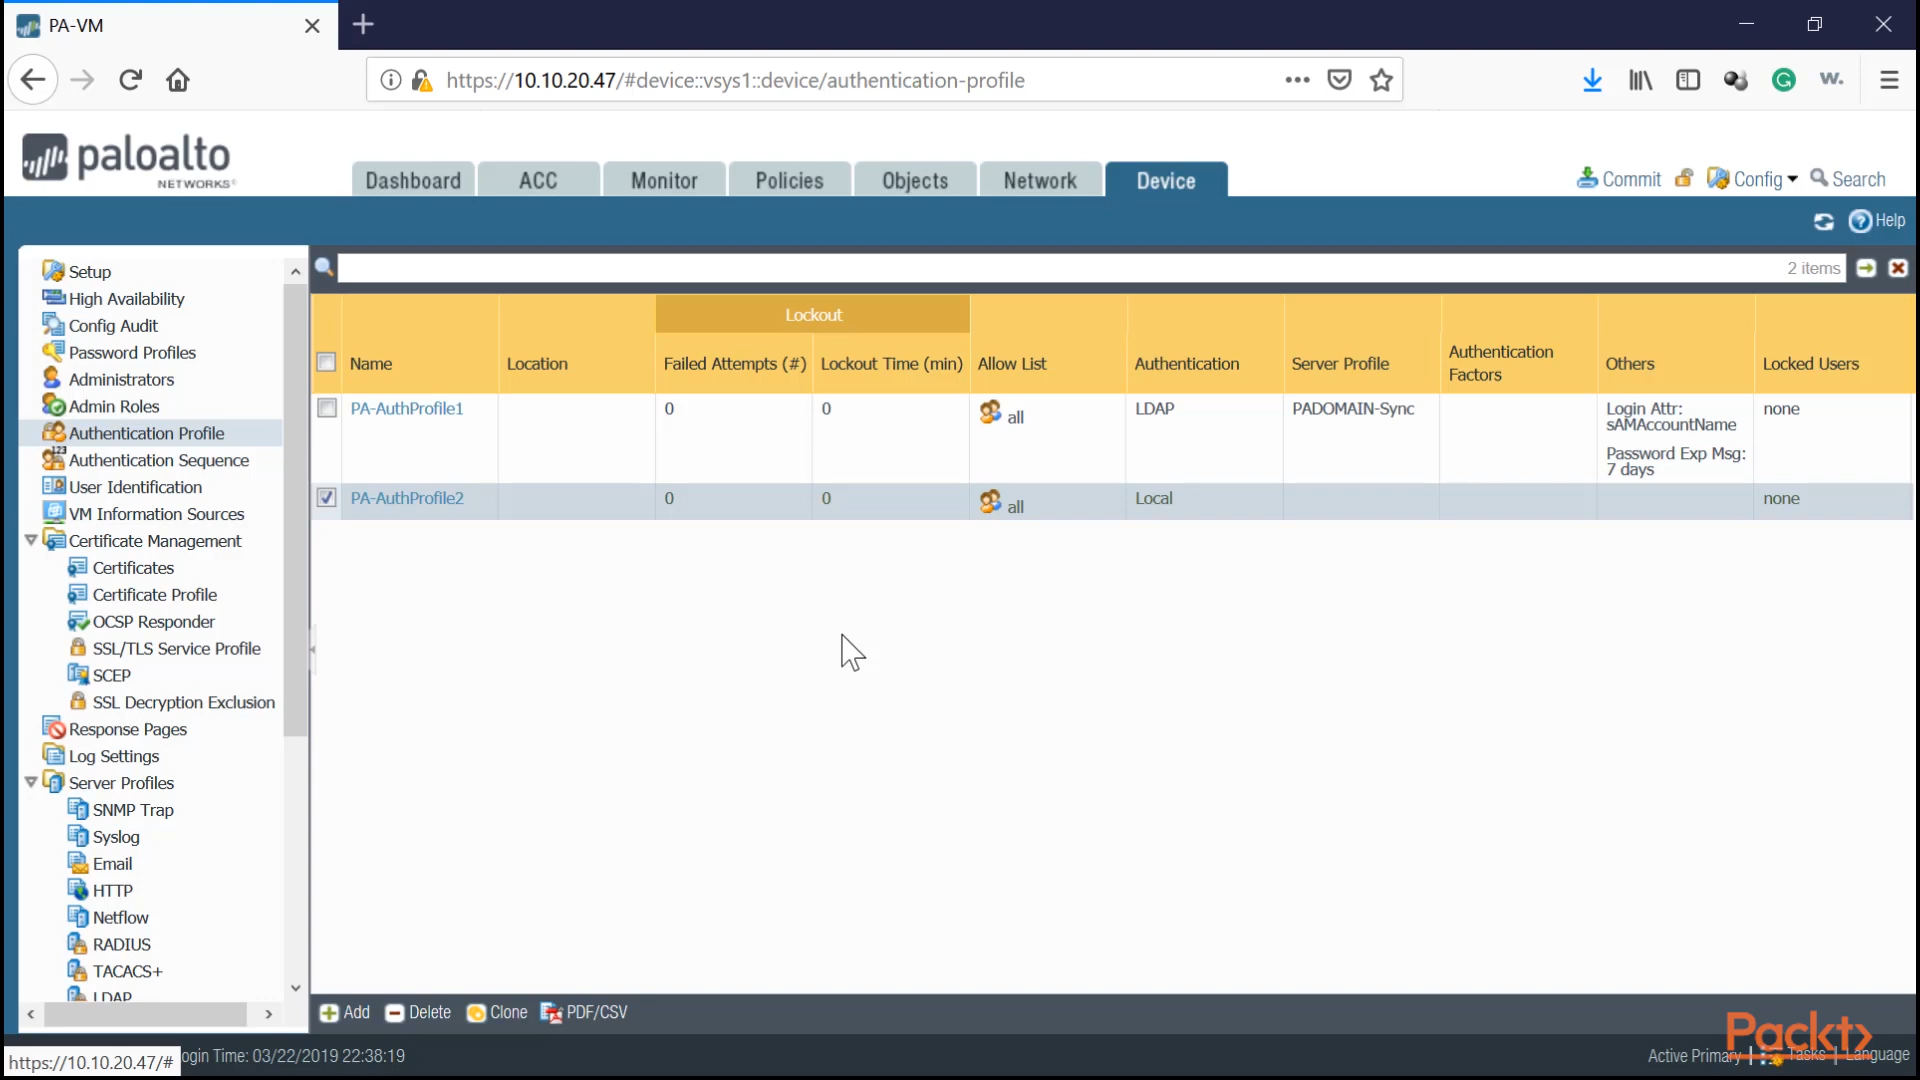 PA-VM
https://10.10.20.47/#device::vsys1::device/authentication-profile
w.
paloalto
NETWORKS
Dashboard ACC Monitor Policies Objects Network Device
Commit Config Search
Help
Setup
High Availability
Config Audit
Password Profiles
Administrators
Admin Roles
Authentication Profile
Authentication Sequence
User Identification
VM Information Sources
Certificate Management
Certificates
Certificate Profile
OCSP Responder
SSL/TLS Service Profile
SCEP
SSL Decryption Exclusion
Response Pages
Log Settings
Server Profiles
SNMP Trap
Syslog
Email
HTTP
Netflow
RADIUS
TACACS+
LDAP
2 items
Lockout
Name Location Failed Attempts (#) Lockout Time (min) Allow List Authentication Server Profile Authentication Factors Others Locked Users
PA-AuthProfile1 0 0 all LDAP PADOMAIN-Sync Login Attr: none
sAMAccountName
Password Exp Msg:
7 days
PA-AuthProfile2 0 0 all Local none
Add Delete Clone PDF/CSV
Packt
https://10.10.20.47/# ogin Time: 03/22/2019 22:38:19
Active Primary | Tasks | Language